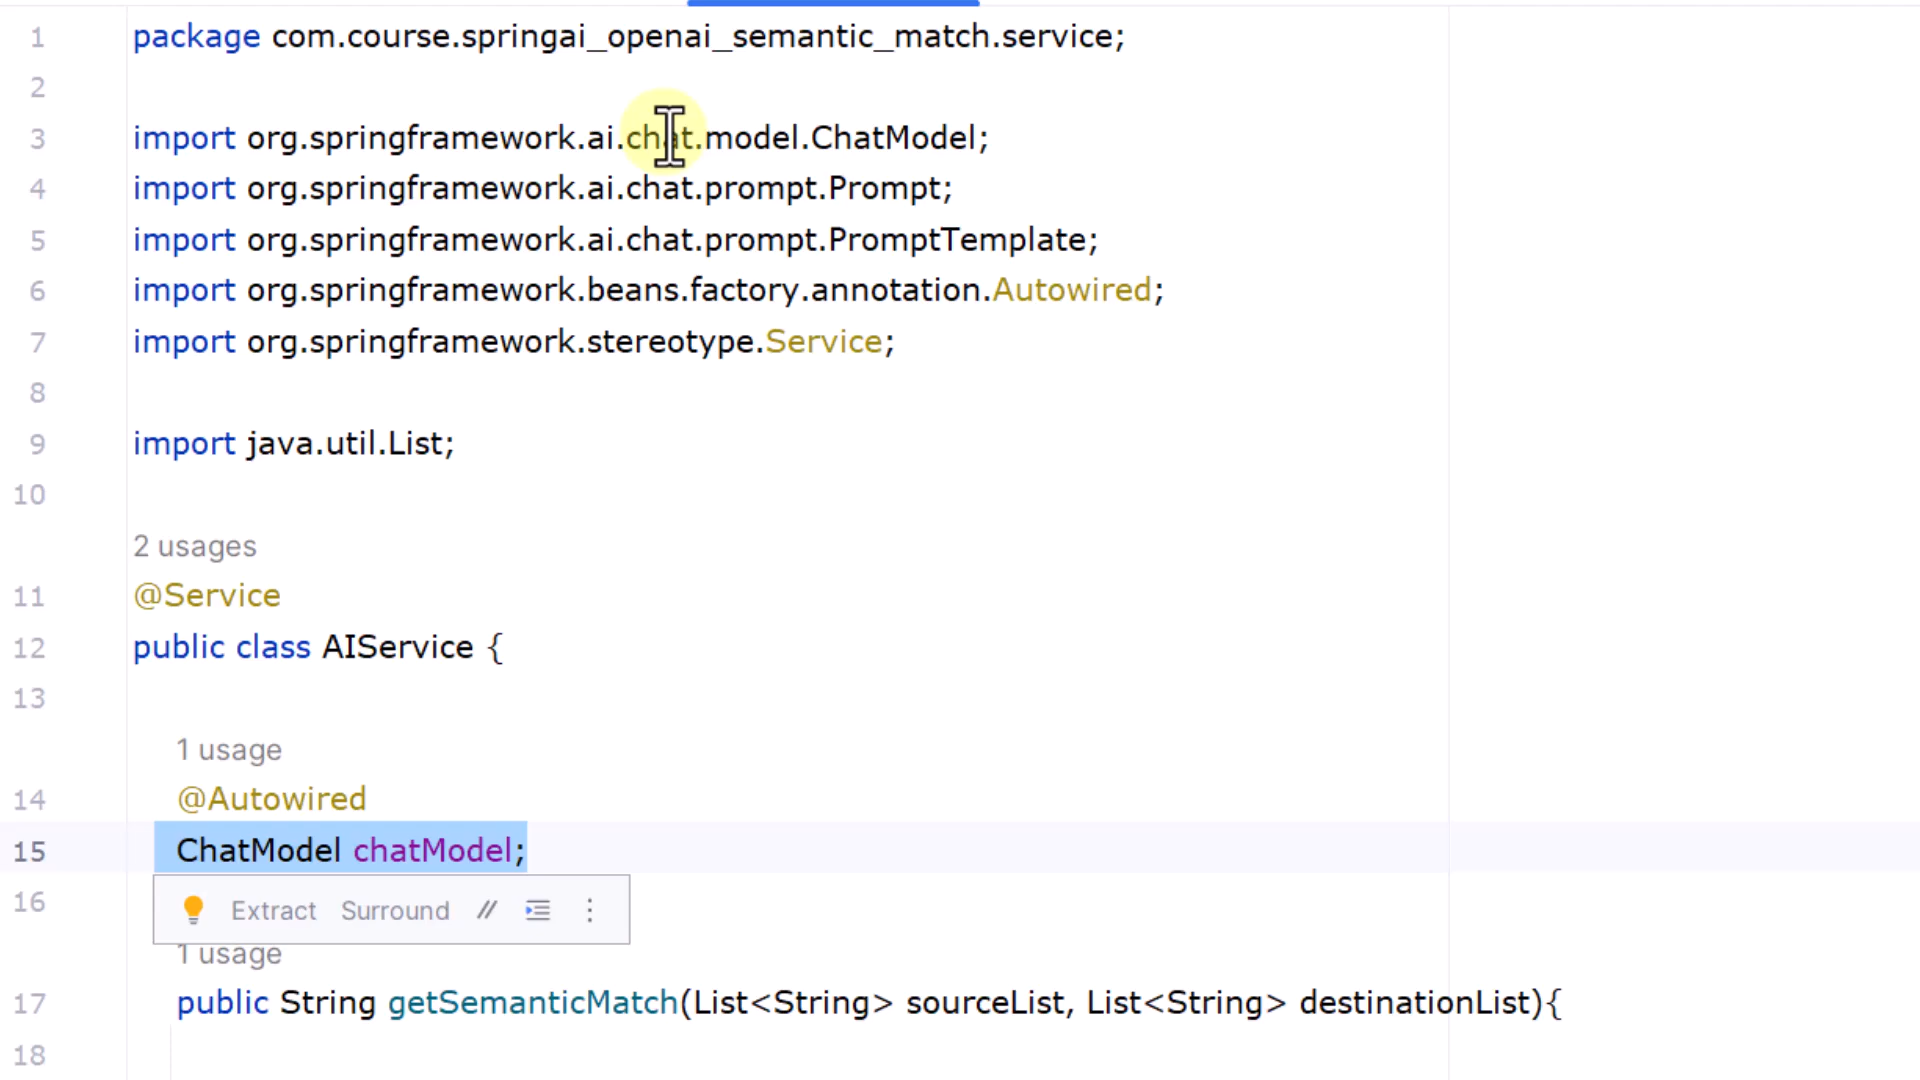 1 package com.course.springai_openai_semantic_match.service;
2
3 import org.springframework.ai.chat.model.ChatModel;
4 import org.springframework.ai.chat.prompt.Prompt;
5 import org.springframework.ai.chat.prompt.PromptTemplate;
6 import org.springframework.beans.factory.annotation.Autowired;
7 import org.springframework.stereotype.Service;
8
9 import java.util.List;
10
2 usages
11 @Service
12 public class AIService {
13
1 usage
14 @Autowired
15 ChatModel chatModel;
16 Extract Surround //
1 usage
17 public String getSemanticMatch(List<String> sourceList, List<String> destinationList){
18